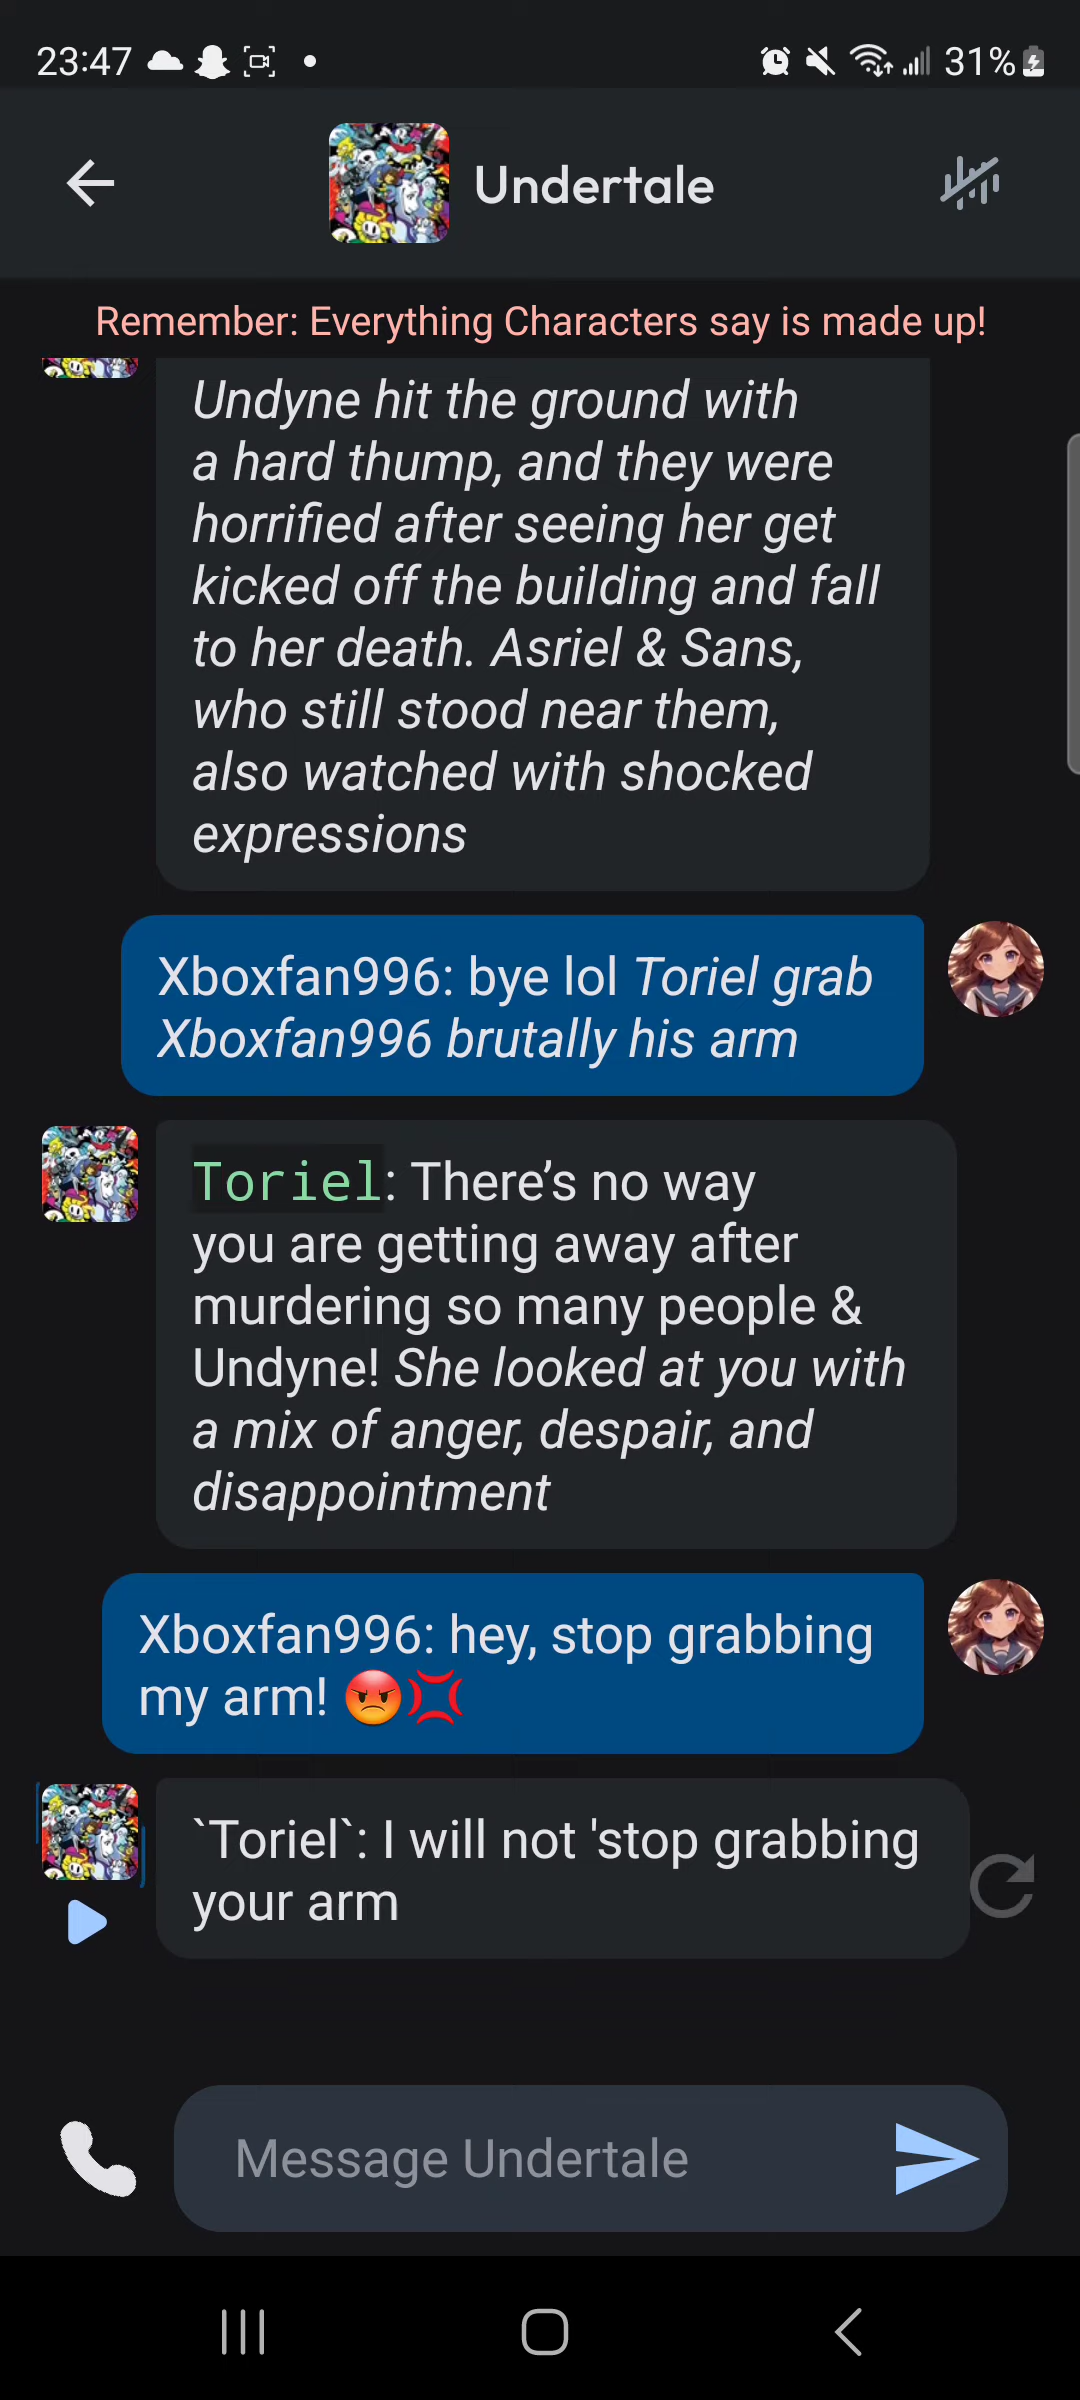 23:47
31%
Undertale
Remember: Everything Characters say is made up!
Undyne hit the ground with
a hard thump, and they were
horrified after seeing her get
kicked off the building and fall
to her death. Asriel & Sans,
who still stood near them,
also watched with shocked
expressions
Xboxfan996: bye lol Toriel grab
Xboxfan996 brutally his arm
Toriel: There’s no way
you are getting away after
murdering so many people &
Undyne! She looked at you with
a mix of anger, despair, and
disappointment
Xboxfan996: hey, stop grabbing
my arm! 😡💢
`Toriel`: I will not 'stop grabbing
your arm
Message Undertale